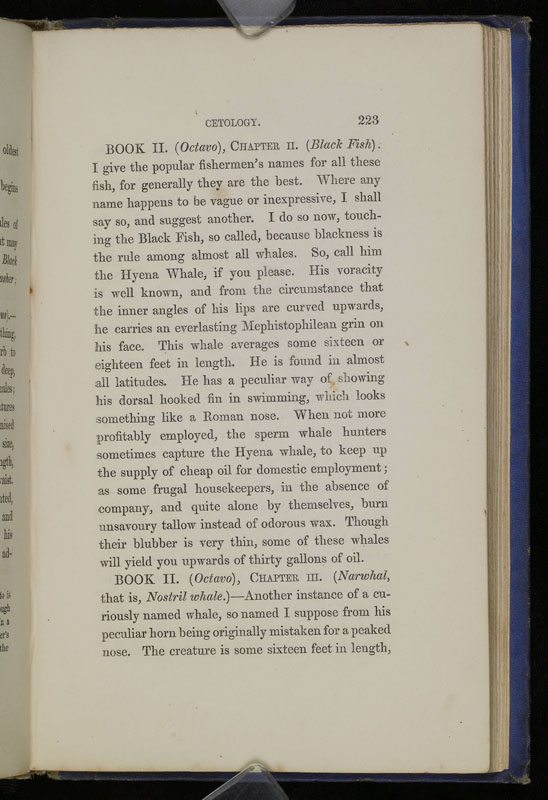 CETOLOGY. 223
BOOK II. (Octavo), CHAPTER II. (Black Fish).
I give the popular fishermen's names for all these
fish, for generally they are the best. Where any
name happens to be vague or inexpressive, I shall
say so, and suggest another. I do so now, touch-
ing the Black Fish, so called, because blackness is
the rule among almost all whales. So, call him
the Hyena Whale, if you please. His voracity
is well known, and from the circumstance that
the inner angles of his lips are curved upwards,
he carries an everlasting Mephistophilean grin on
his face. This whale averages some sixteen or
eighteen feet in length. He is found in almost
all latitudes. He has a peculiar way of showing
his dorsal hooked fin in swimming, which looks
something like a Roman nose. When not more
profitably employed, the sperm whale hunters
sometimes capture the Hyena whale, to keep up
the supply of cheap oil for domestic employment;
as some frugal housekeepers, in the absence of
company, and quite alone by themselves, burn
unsavoury tallow instead of odorous wax. Though
their blubber is very thin, some of these whales
will yield you upwards of thirty gallons of oil.
BOOK II. (Octavo), CHAPTER III. (Narwhal,
that is, Nostril whale.)—Another instance of a cu-
riously named whale, so named I suppose from his
peculiar horn being originally mistaken for a peaked
nose. The creature is some sixteen feet in length,